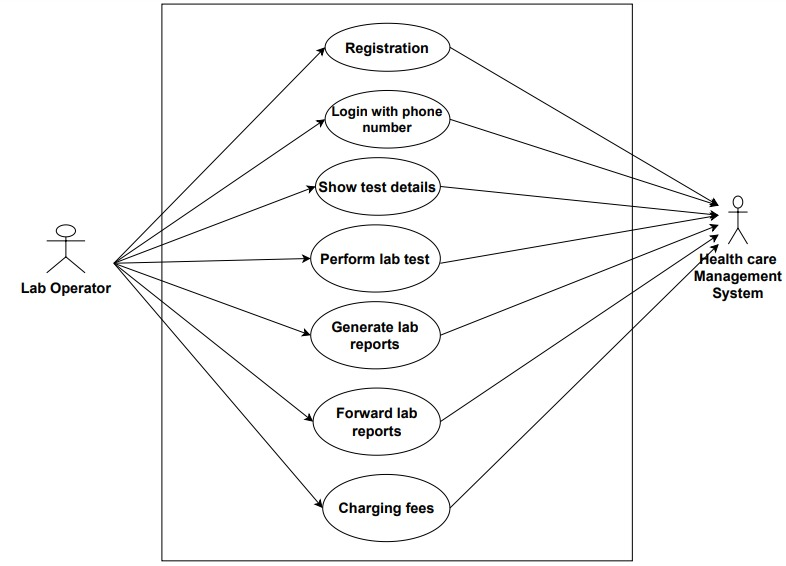 Registration
Login with phone
number
Show test details
Perform lab test
Generate lab
reports
Forward lab
reports
Charging fees
Lab Operator
Health care
Management
System